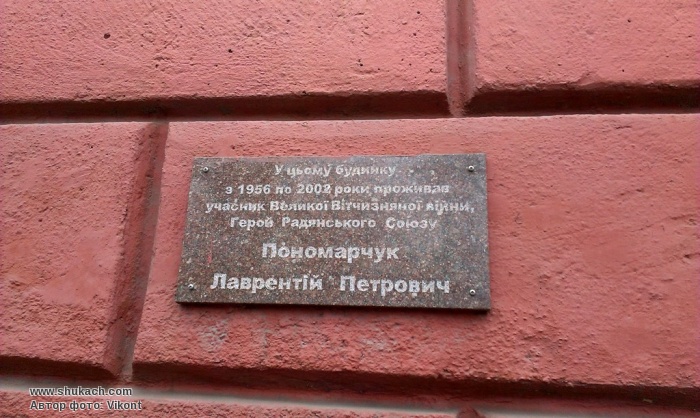 У цьому будинку
з 1956 по 2002 роки проживав
учасник Великої Вітчизняної війни,
Герой Радянського Союзу
Пономарчук
Лаврентій Петрович
www.shukach.com
Автор фото: Vikont